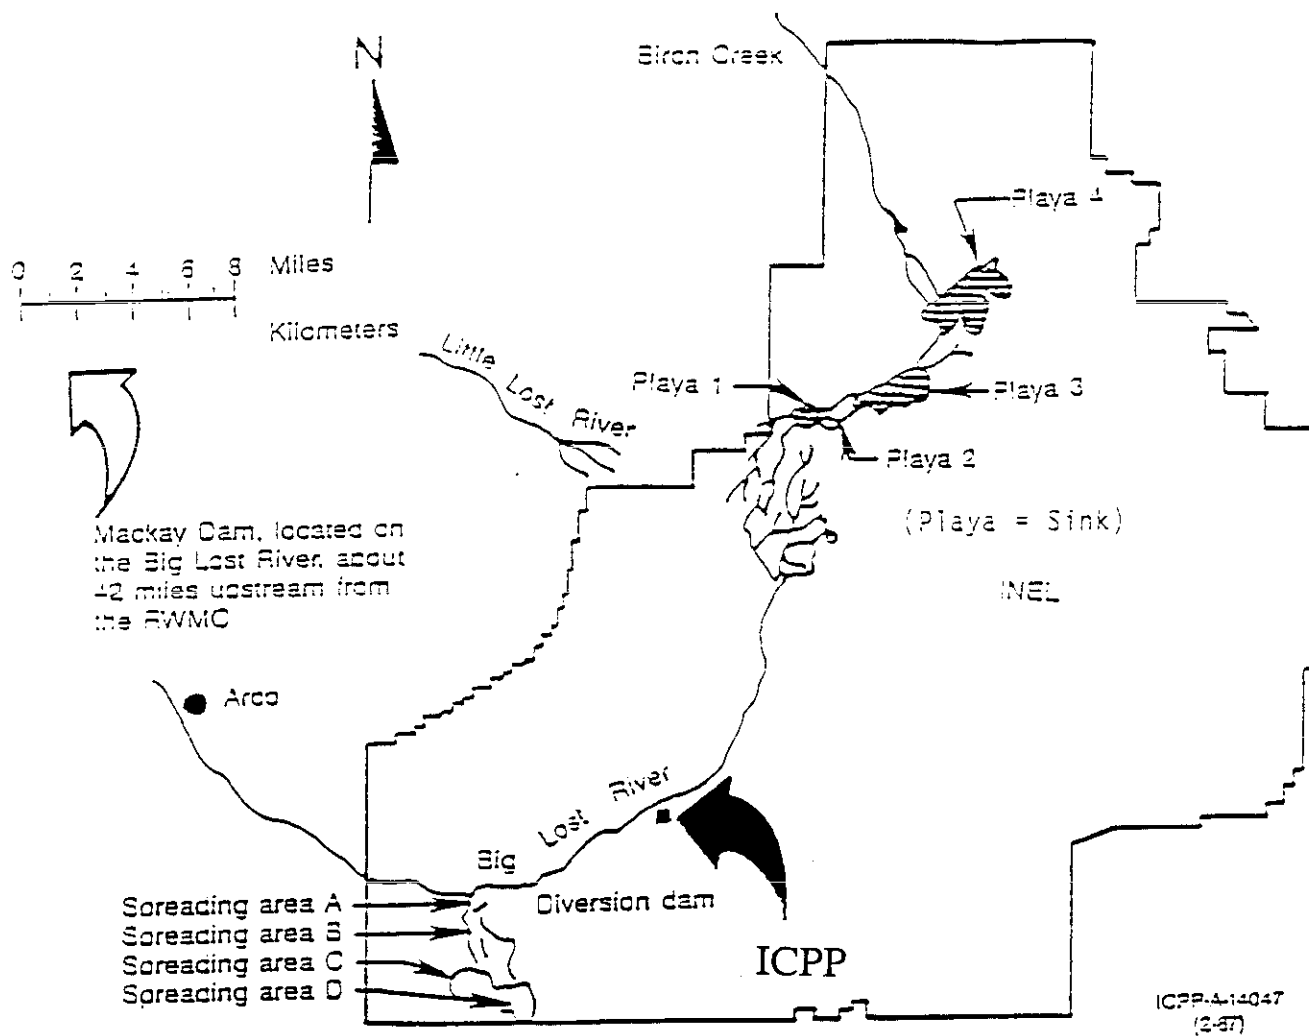 N
Birch Creek
Playa 4
0 2 4 6 8 Miles
Kilometers
Little Lost River
Playa 1
Playa 3
Playa 2
(Playa = Sink)
INEL
Mackay Dam, located on
the Big Lost River, about
42 miles upstream from
the RWMC
Arco
Big Lost River
Diversion dam
Spreading area A
Spreading area B
Spreading area C
Spreading area D
ICPP
ICPP-A-14047
(2-87)